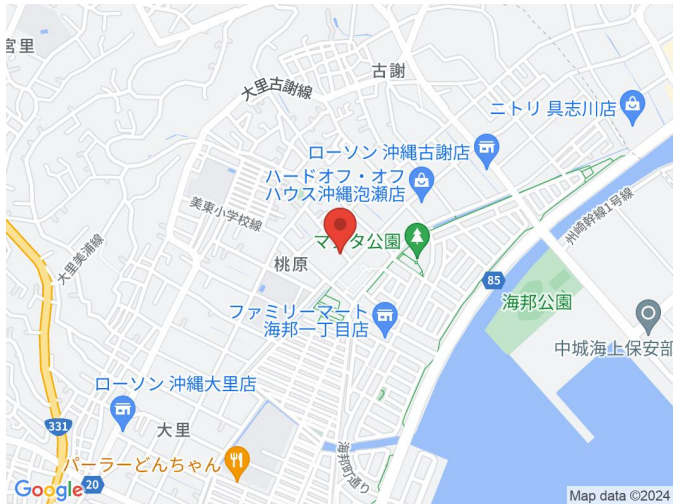 宮里
古謝
大里古謝線
ニトリ 具志川店
ローソン 沖縄古謝店
ハードオフ・オフ
ハウス沖縄泡瀬店
美東小学校線
州崎幹線1号線
大里美浦線
桃原
85
海邦公園
ファミリーマート
海邦一丁目店
中城海上保安部
ローソン 沖縄大里店
331
大里
パーラーどんちゃん
海邦町通り
20
Google
Map data ©2024